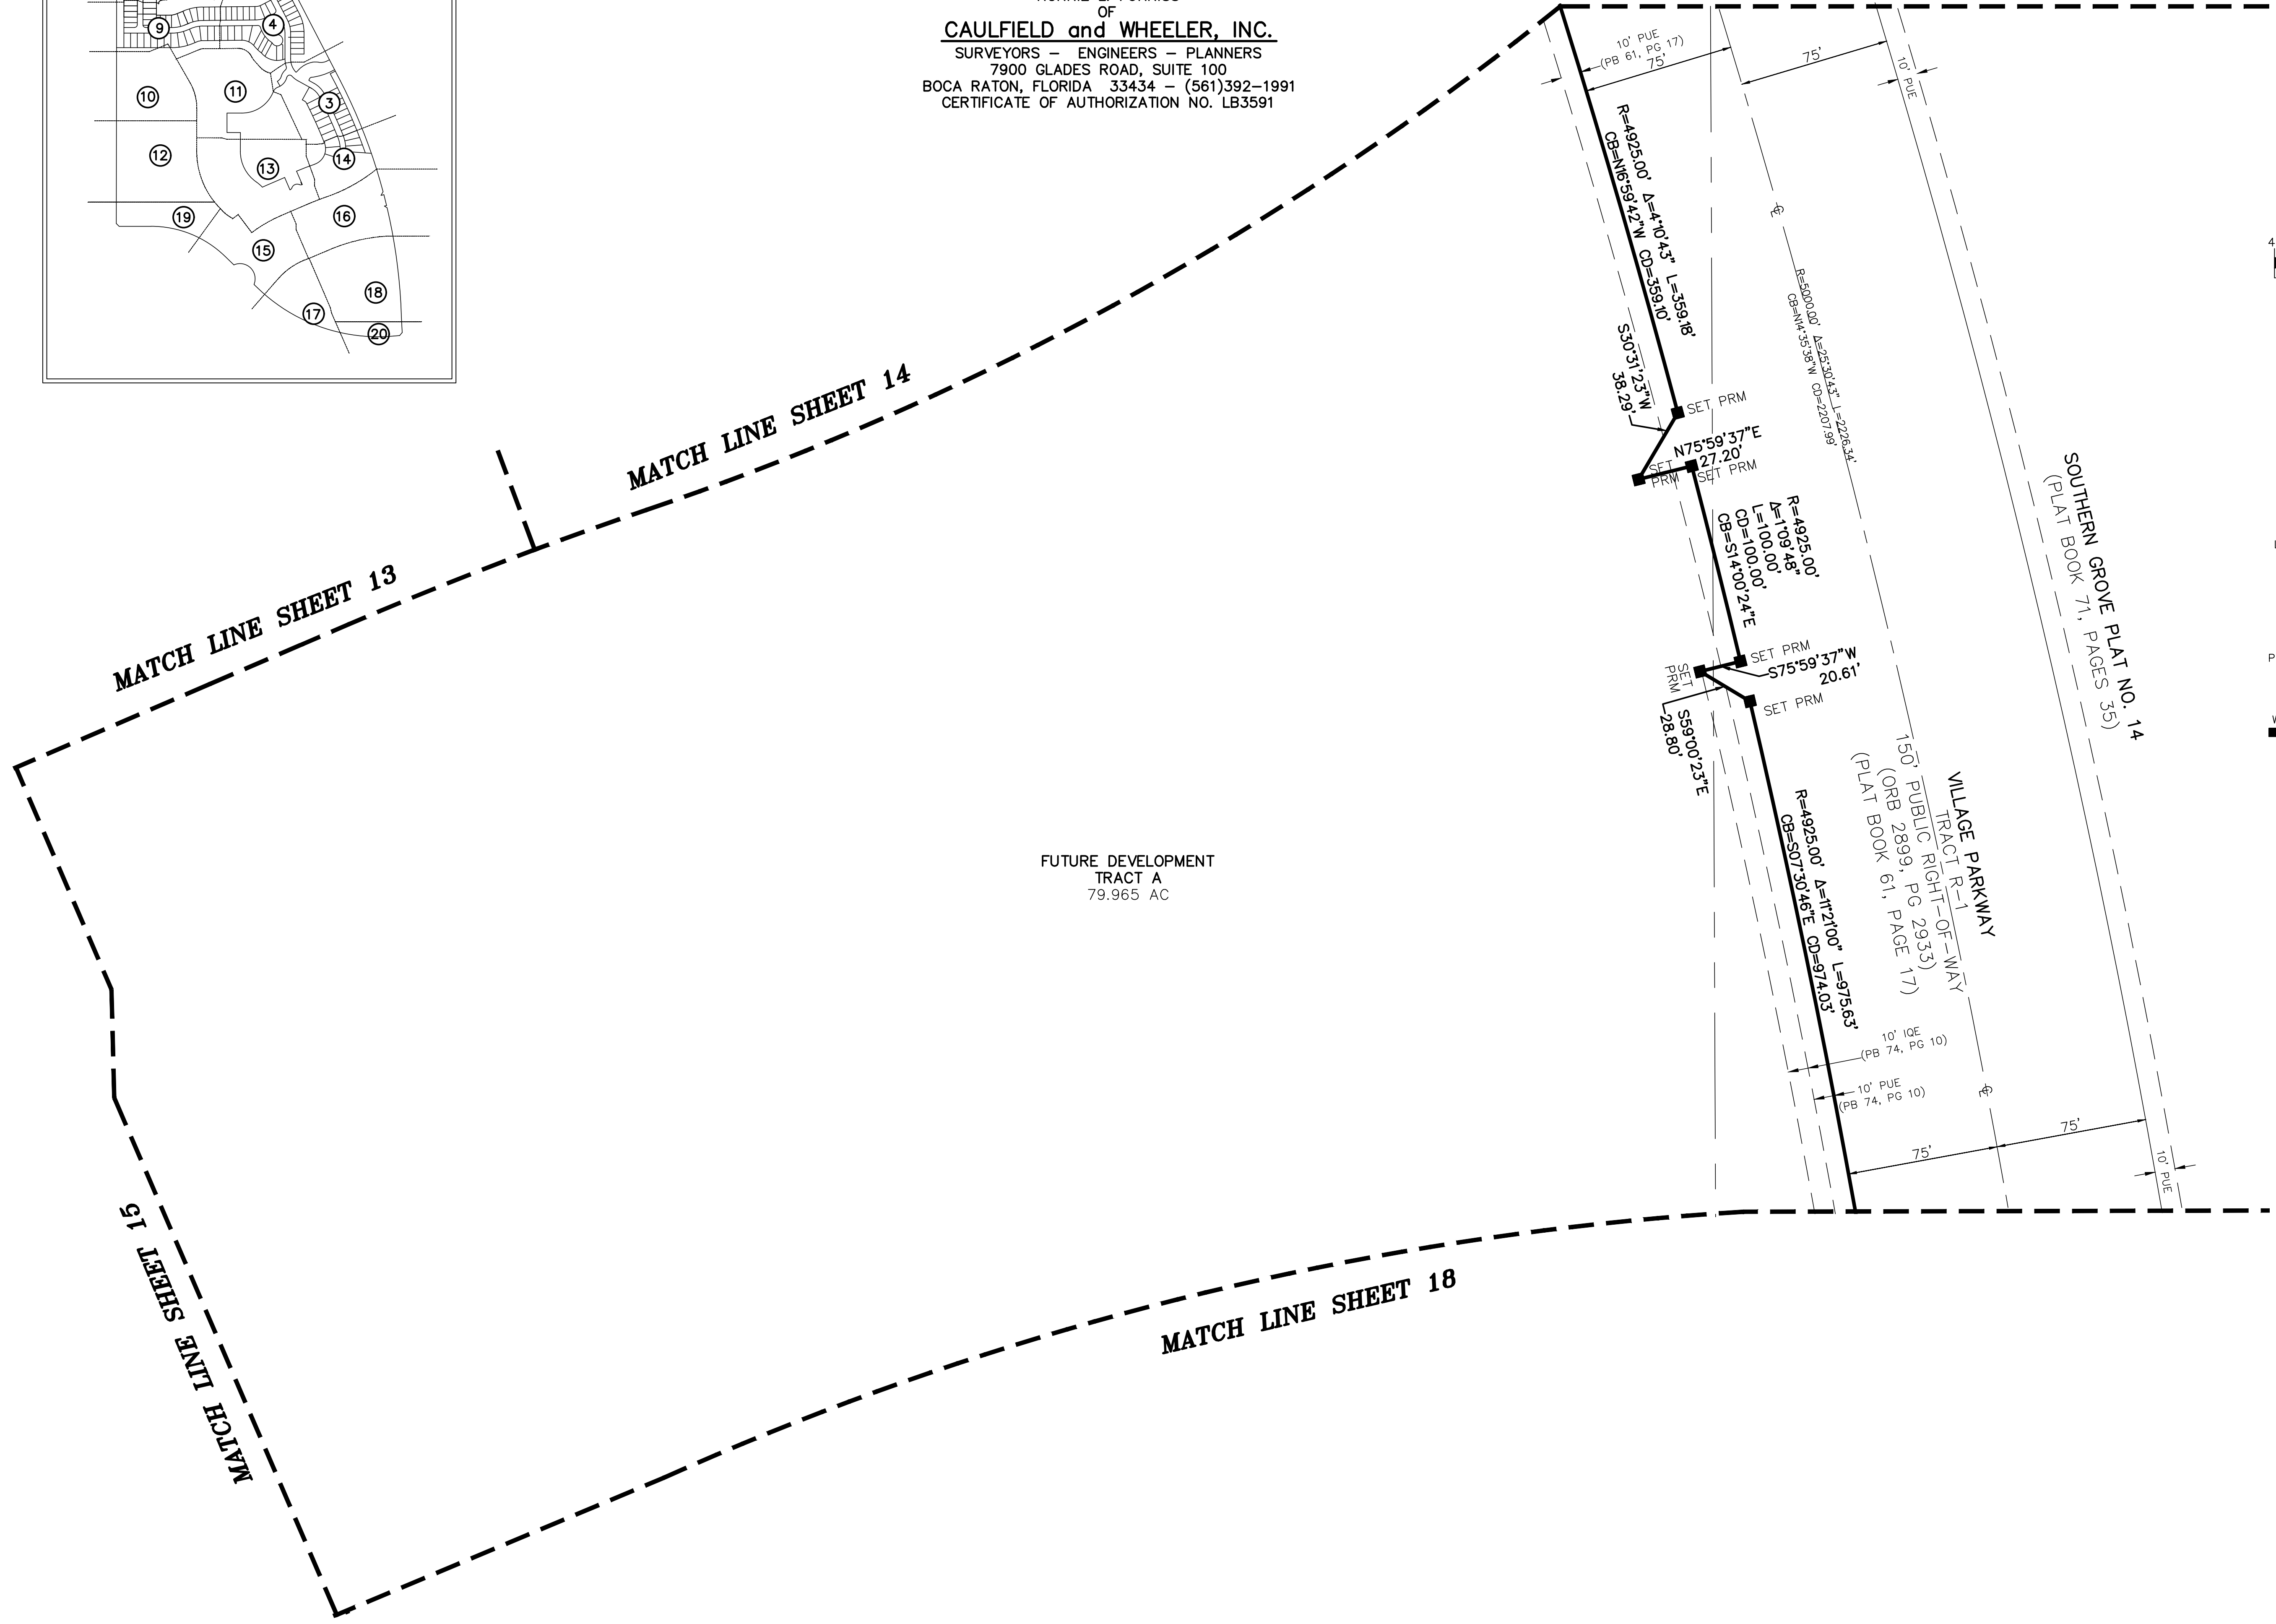 OF
CAULFIELD and WHEELER, INC.
SURVEYORS - ENGINEERS - PLANNERS
7900 GLADES ROAD, SUITE 100
BOCA RATON, FLORIDA 33434 - (561)392-1991
CERTIFICATE OF AUTHORIZATION NO. LB3591
9
4
10
11
3
12
13
14
19
16
15
18
17
20
MATCH LINE SHEET 14
MATCH LINE SHEET 13
MATCH LINE SHEET 15
MATCH LINE SHEET 18
FUTURE DEVELOPMENT
TRACT A
79.965 AC
10' PUE
(PB 61, PG 17)
75'
75'
10' PUE
R=4925.00' Δ=4°10'43" L=359.18'
CB=N16°59'42"W CD=359.10'
R=5000.00' Δ=25°30'43" L=2226.34'
CB=N14°35'38"W CD=2207.99'
S30°31'23"W
38.29'
SET PRM
N75°59'37"E
27.20'
SET
PRM
SET PRM
R=4925.00'
Δ=1°09'48"
L=100.00'
CD=100.00'
CB=S14°00'24"E
SET PRM
S75°59'37"W
20.61'
SET
PRM
SET PRM
S59°00'23"E
28.80'
R=4925.00' Δ=11°21'00" L=975.63'
CB=S07°30'46"E CD=974.03'
SOUTHERN GROVE PLAT NO. 14
(PLAT BOOK 71, PAGES 35)
VILLAGE PARKWAY
TRACT R-1
150' PUBLIC RIGHT-OF-WAY
(ORB 2899, PG 2933)
(PLAT BOOK 61, PAGE 17)
10' IQE
(PB 74, PG 10)
10' PUE
(PB 74, PG 10)
75'
75'
10' PUE
4